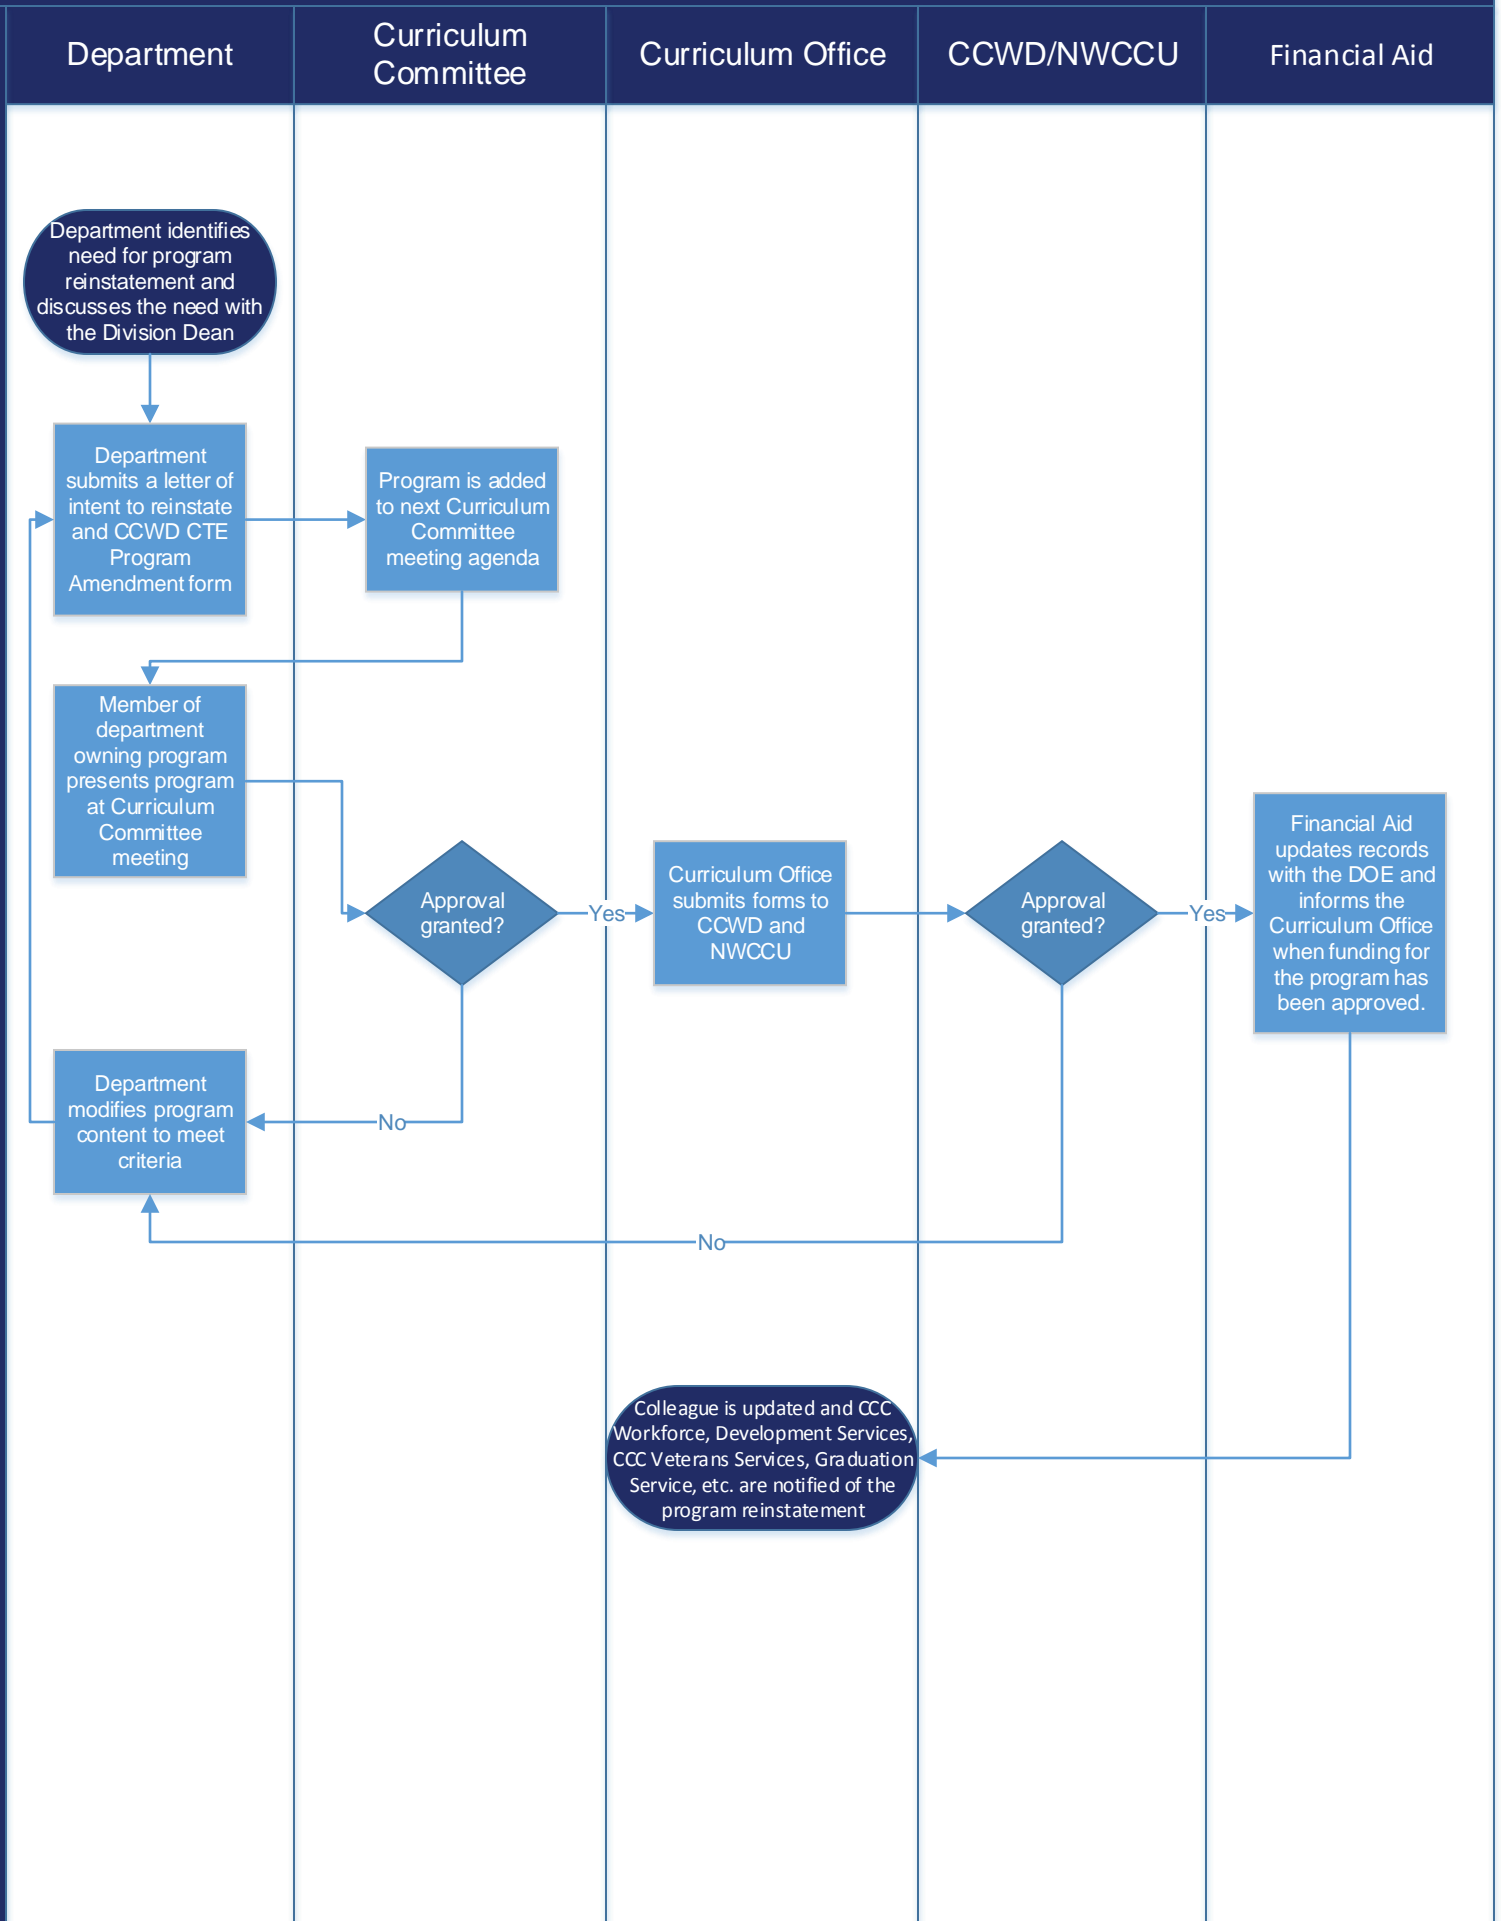 Department
Curriculum
Committee
Curriculum Office
CCWD/NWCCU
Financial Aid
Department identifies
need for program
reinstatement and
discusses the need with
the Division Dean
Department
submits a letter of
intent to reinstate
and CCWD CTE
Program
Amendment form
Program is added
to next Curriculum
Committee
meeting agenda
Member of
department
owning program
presents program
at Curriculum
Committee
meeting
Approval
granted?
Yes
Curriculum Office
submits forms to
CCWD and
NWCCU
Approval
granted?
Yes
Financial Aid
updates records
with the DOE and
informs the
Curriculum Office
when funding for
the program has
been approved.
Department
modifies program
content to meet
criteria
No
No
Colleague is updated and CCC
Workforce, Development Services,
CCC Veterans Services, Graduation
Service, etc. are notified of the
program reinstatement